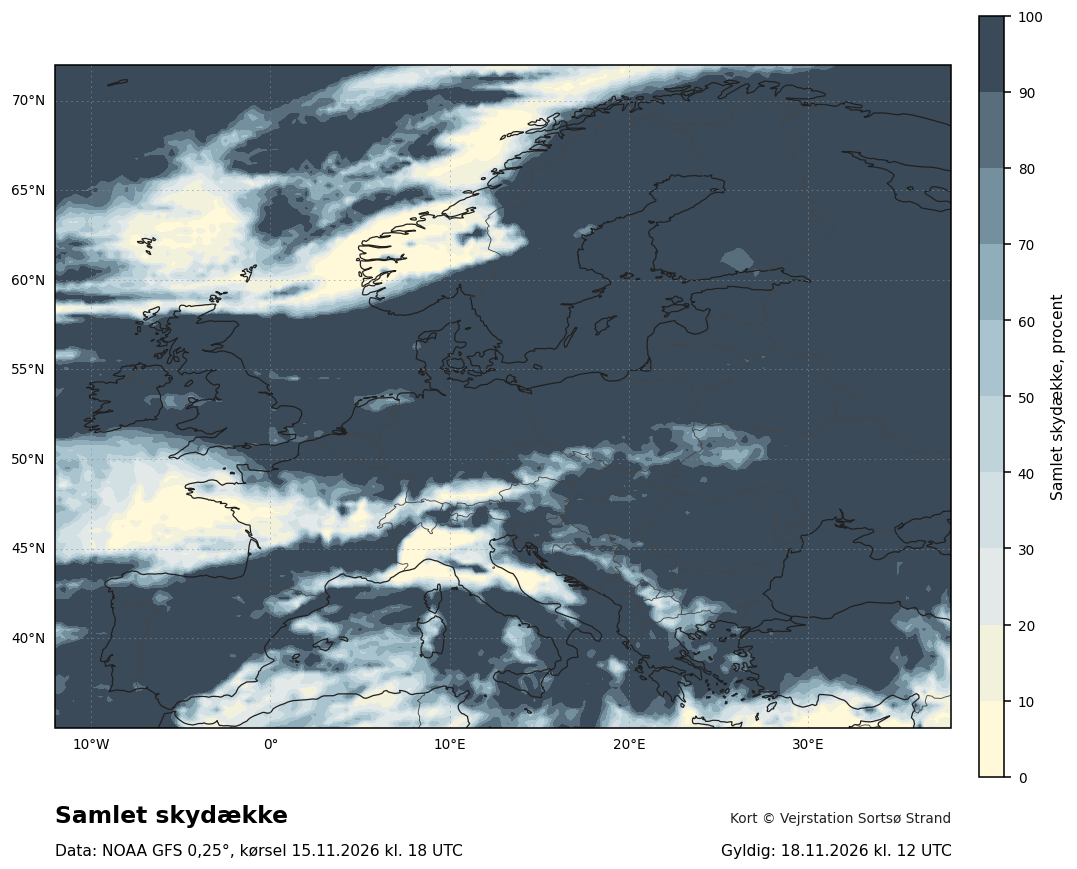 100
90
80
70
60
50
40
30
20
10
0
Samlet skydække, procent
70°N
65°N
60°N
55°N
50°N
45°N
40°N
10°W
0°
10°E
20°E
30°E
Samlet skydække
Kort © Vejrstation Sortsø Strand
Data: NOAA GFS 0,25°, kørsel 15.11.2026 kl. 18 UTC
Gyldig: 18.11.2026 kl. 12 UTC